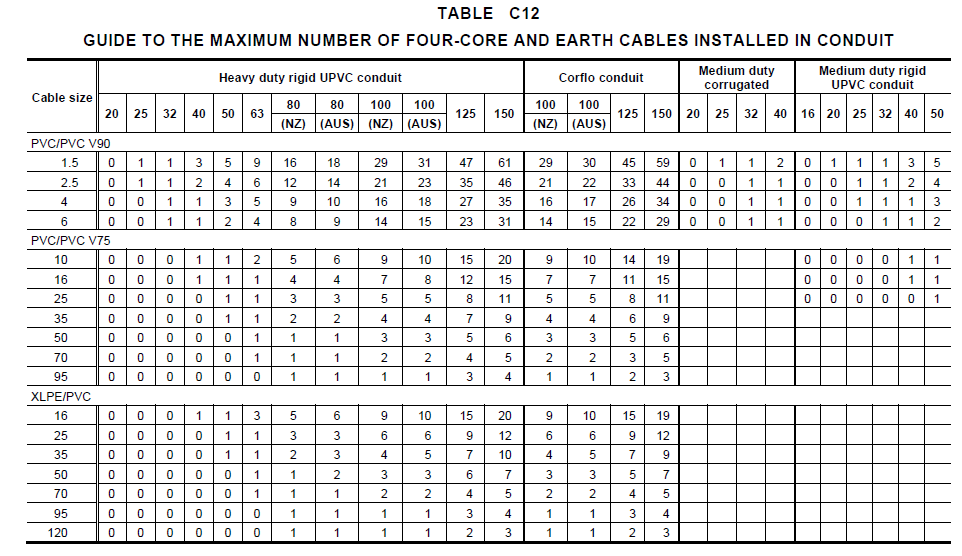 TABLE C12
GUIDE TO THE MAXIMUM NUMBER OF FOUR-CORE AND EARTH CABLES INSTALLED IN CONDUIT
Cable size Heavy duty rigid UPVC conduit Corflo conduit Medium duty corrugated Medium duty rigid UPVC conduit
20 25 32 40 50 63 80 (NZ) 80 (AUS) 100 (NZ) 100 (AUS) 125 150 100 (NZ) 100 (AUS) 125 150 20 25 32 40 16 20 25 32 40 50
PVC/PVC V90
1.5 0 1 1 3 5 9 16 18 29 31 47 61 29 30 45 59 0 1 1 2 0 1 1 1 3 5
2.5 0 1 1 2 4 6 12 14 21 23 35 46 21 22 33 44 0 0 1 1 0 0 1 1 2 4
4 0 0 1 1 3 5 9 10 16 18 27 35 16 17 26 34 0 0 1 1 0 0 1 1 1 3
6 0 0 1 1 2 4 8 9 14 15 23 31 14 15 22 29 0 0 1 1 0 0 0 1 1 2
PVC/PVC V75
10 0 0 0 1 1 2 5 6 9 10 15 20 9 10 14 19 0 0 0 0 1 1
16 0 0 0 1 1 1 4 4 7 8 12 15 7 7 11 15 0 0 0 0 1 1
25 0 0 0 0 1 1 3 3 5 5 8 11 5 5 8 11 0 0 0 0 0 1
35 0 0 0 0 1 1 2 2 4 4 7 9 4 4 6 9
50 0 0 0 0 0 1 1 1 3 3 5 6 3 3 5 6
70 0 0 0 0 0 1 1 1 2 2 4 5 2 2 3 5
95 0 0 0 0 0 0 1 1 1 1 3 4 1 1 2 3
XLPE/PVC
16 0 0 0 1 1 3 5 6 9 10 15 20 9 10 15 19
25 0 0 0 0 1 1 3 3 6 6 9 12 6 6 9 12
35 0 0 0 0 1 1 2 3 4 5 7 10 4 5 7 9
50 0 0 0 0 0 1 1 2 3 3 6 7 3 3 5 7
70 0 0 0 0 0 1 1 1 2 2 4 5 2 2 4 5
95 0 0 0 0 0 0 1 1 1 1 3 4 1 1 3 4
120 0 0 0 0 0 0 1 1 1 1 2 3 1 1 2 3